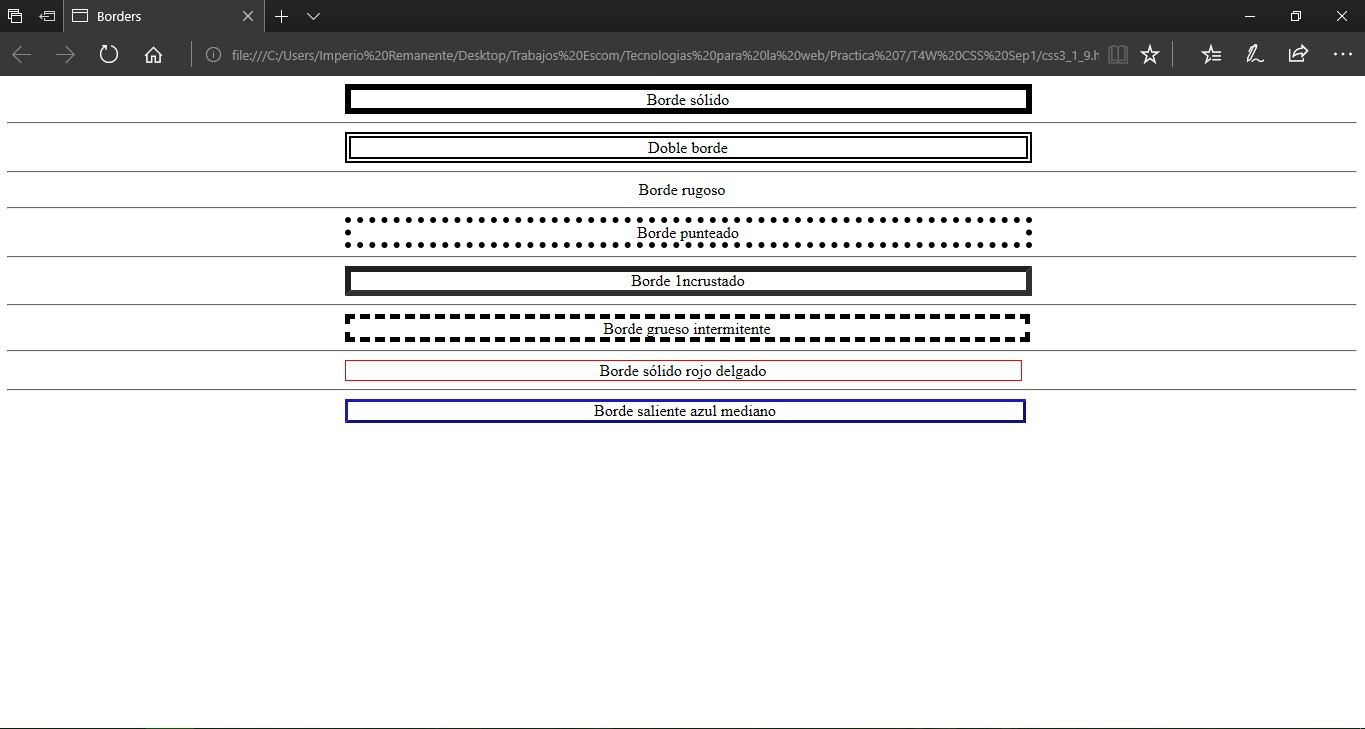 Borders
file:///C:/Users/Imperio%20Remanente/Desktop/Trabajos%20Escom/Tecnologias%20para%20la%20web/Practica%207/T4W%20CSS%20Sep1/css3_1_9.h
Borde sólido
Doble borde
Borde rugoso
Borde punteado
Borde 1ncrustado
Borde grueso intermitente
Borde sólido rojo delgado
Borde saliente azul mediano